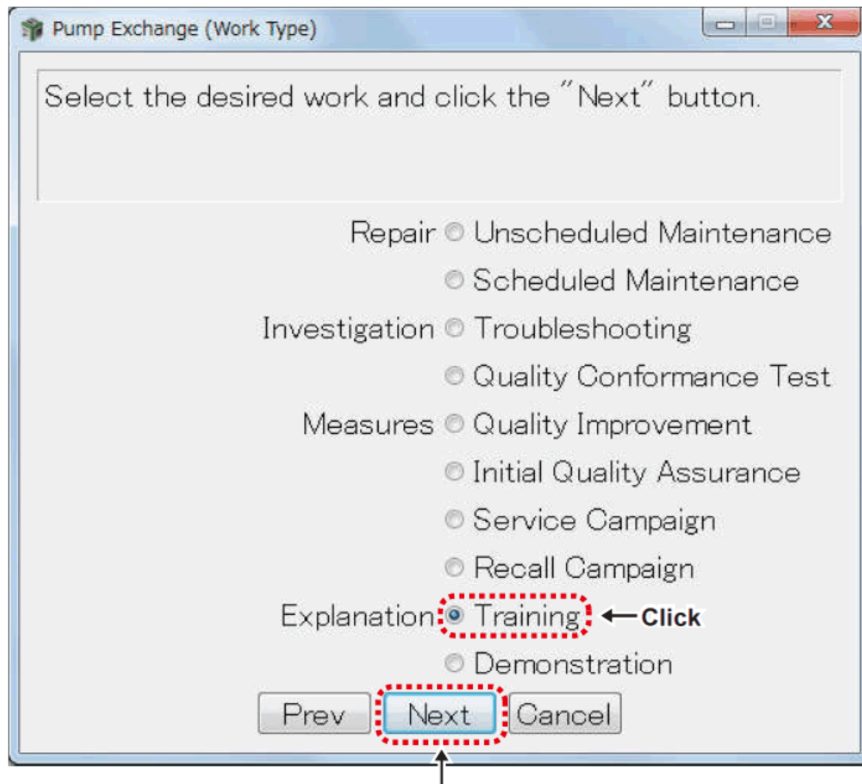 Pump Exchange (Work Type)
Select the desired work and click the "Next" button.
Repair Unscheduled Maintenance
Scheduled Maintenance
Investigation Troubleshooting
Quality Conformance Test
Measures Quality Improvement
Initial Quality Assurance
Service Campaign
Recall Campaign
Explanation Training ←Click
Demonstration
Prev Next Cancel